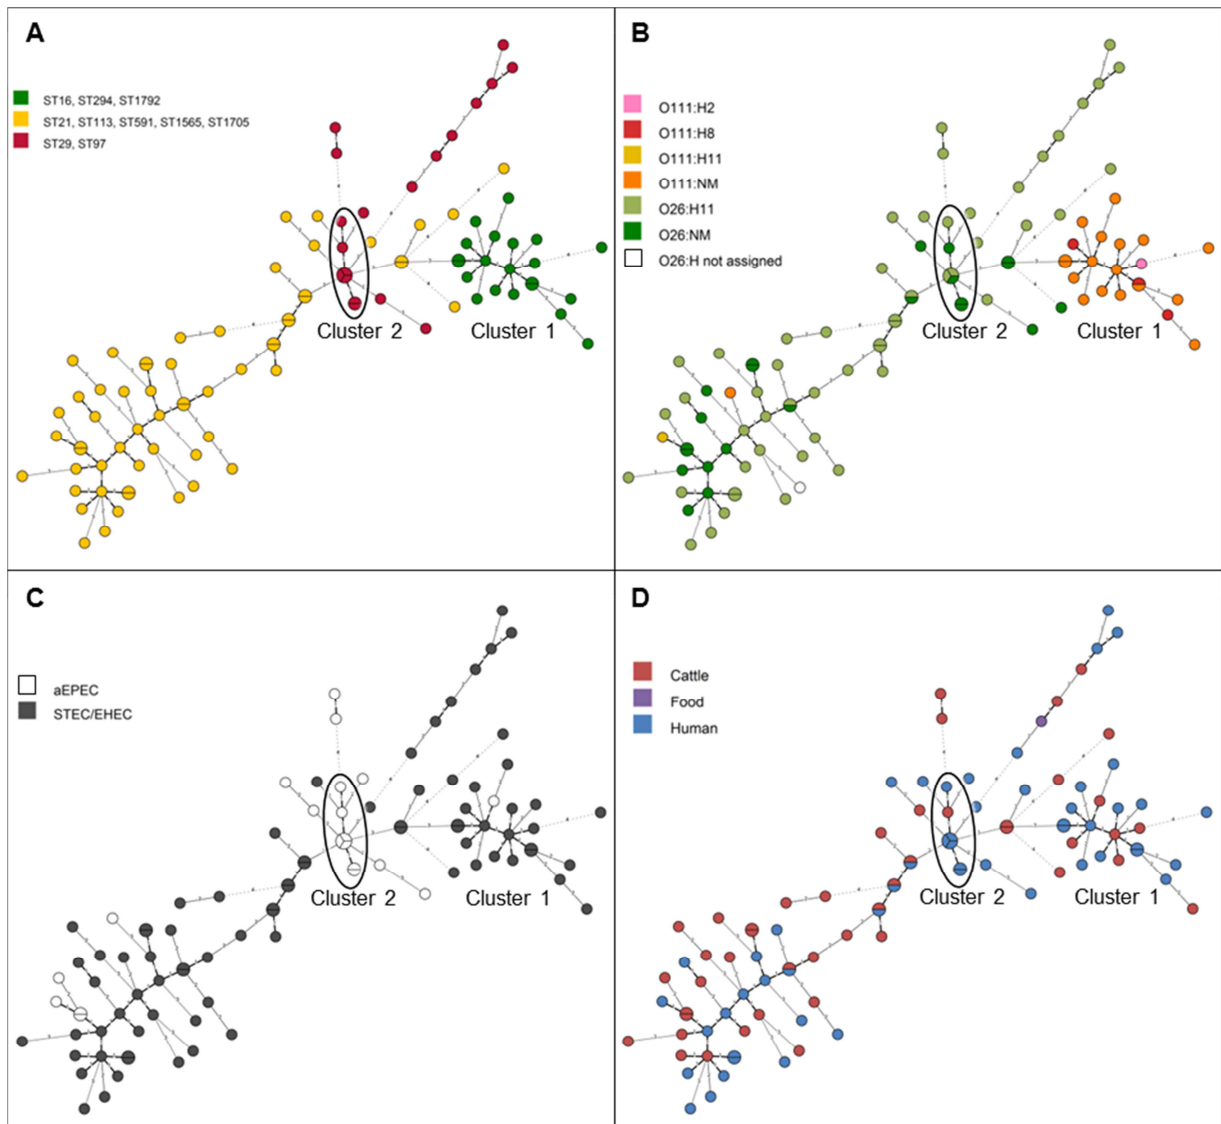 A
ST16, ST294, ST1792
ST21, ST113, ST591, ST1565, ST1705
ST29, ST97
Cluster 2
Cluster 1
B
O111:H2
O111:H8
O111:H11
O111:NM
O26:H11
O26:NM
O26:H not assigned
Cluster 2
Cluster 1
C
aEPEC
STEC/EHEC
Cluster 2
Cluster 1
D
Cattle
Food
Human
Cluster 2
Cluster 1